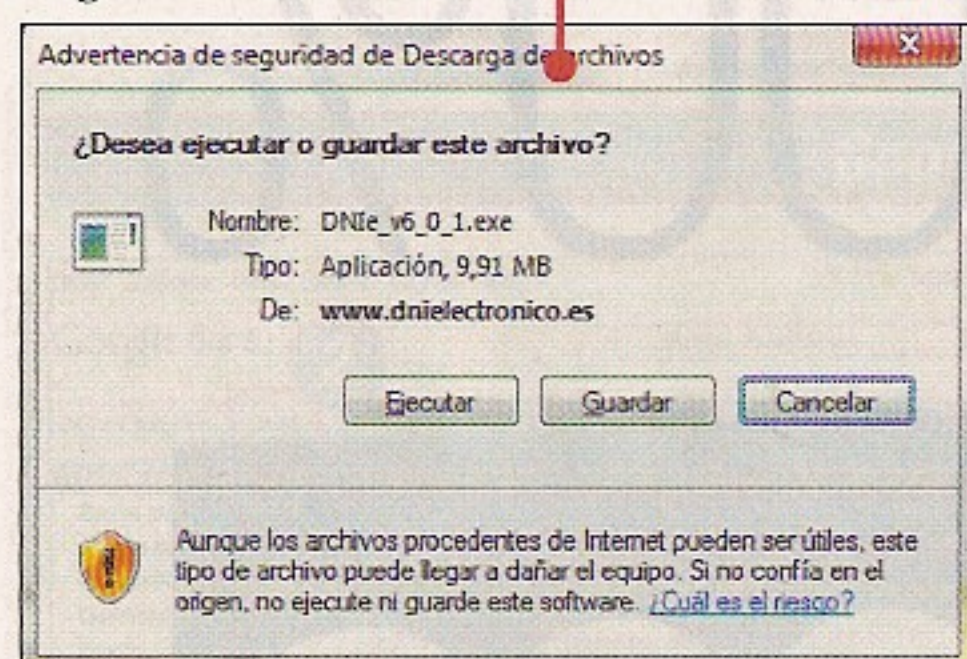 Advertencia de seguridad de Descarga de archivos
¿Desea ejecutar o guardar este archivo?
Nombre: DNIe_v6_0_1.exe
Tipo: Aplicación, 9,91 MB
De: www.dnielectronico.es
Ejecutar Guardar Cancelar
Aunque los archivos procedentes de Internet pueden ser útiles, este
tipo de archivo puede llegar a dañar el equipo. Si no confía en el
origen, no ejecute ni guarde este software. ¿Cuál es el riesgo?